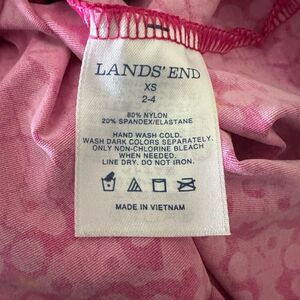 LANDS' END
XS
2-4
80% NYLON
20% SPANDEX/ELASTANE
HAND WASH COLD.
WASH DARK COLORS SEPARATELY.
ONLY NON-CHLORINE BLEACH
WHEN NEEDED.
LINE DRY. DO NOT IRON.
MADE IN VIETNAM